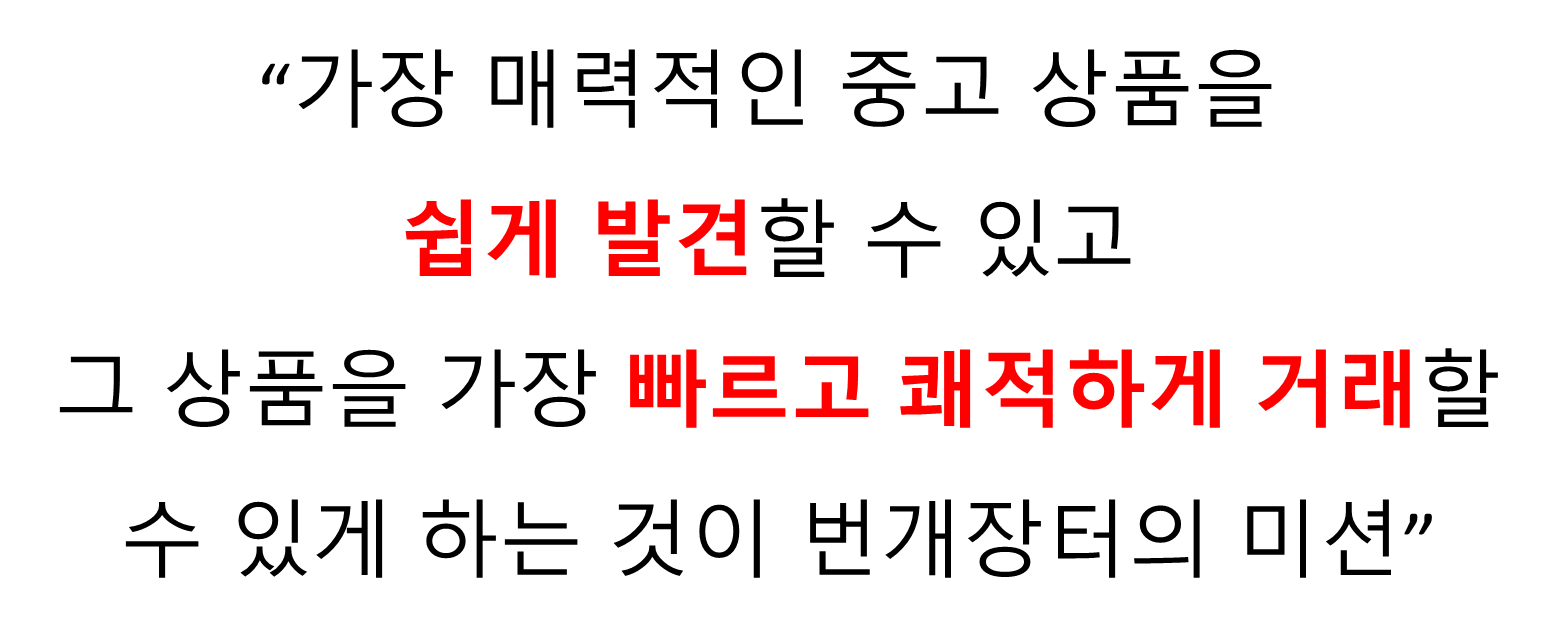 “가장 매력적인 중고 상품을
쉽게 발견할 수 있고
그 상품을 가장 빠르고 쾌적하게 거래할
수 있게 하는 것이 번개장터의 미션”